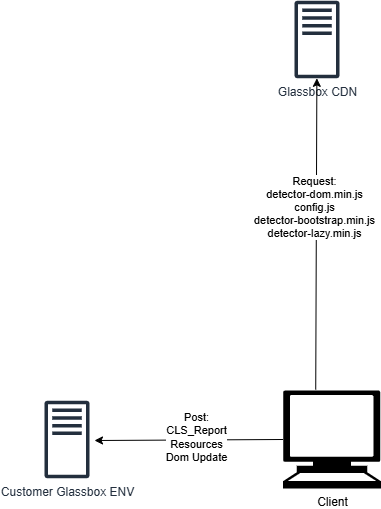 Glassbox CDN
Request:
detector-dom.min.js
config.js
detector-bootstrap.min.js
detector-lazy.min.js
Post:
CLS_Report
Resources
Dom Update
Customer Glassbox ENV
Client